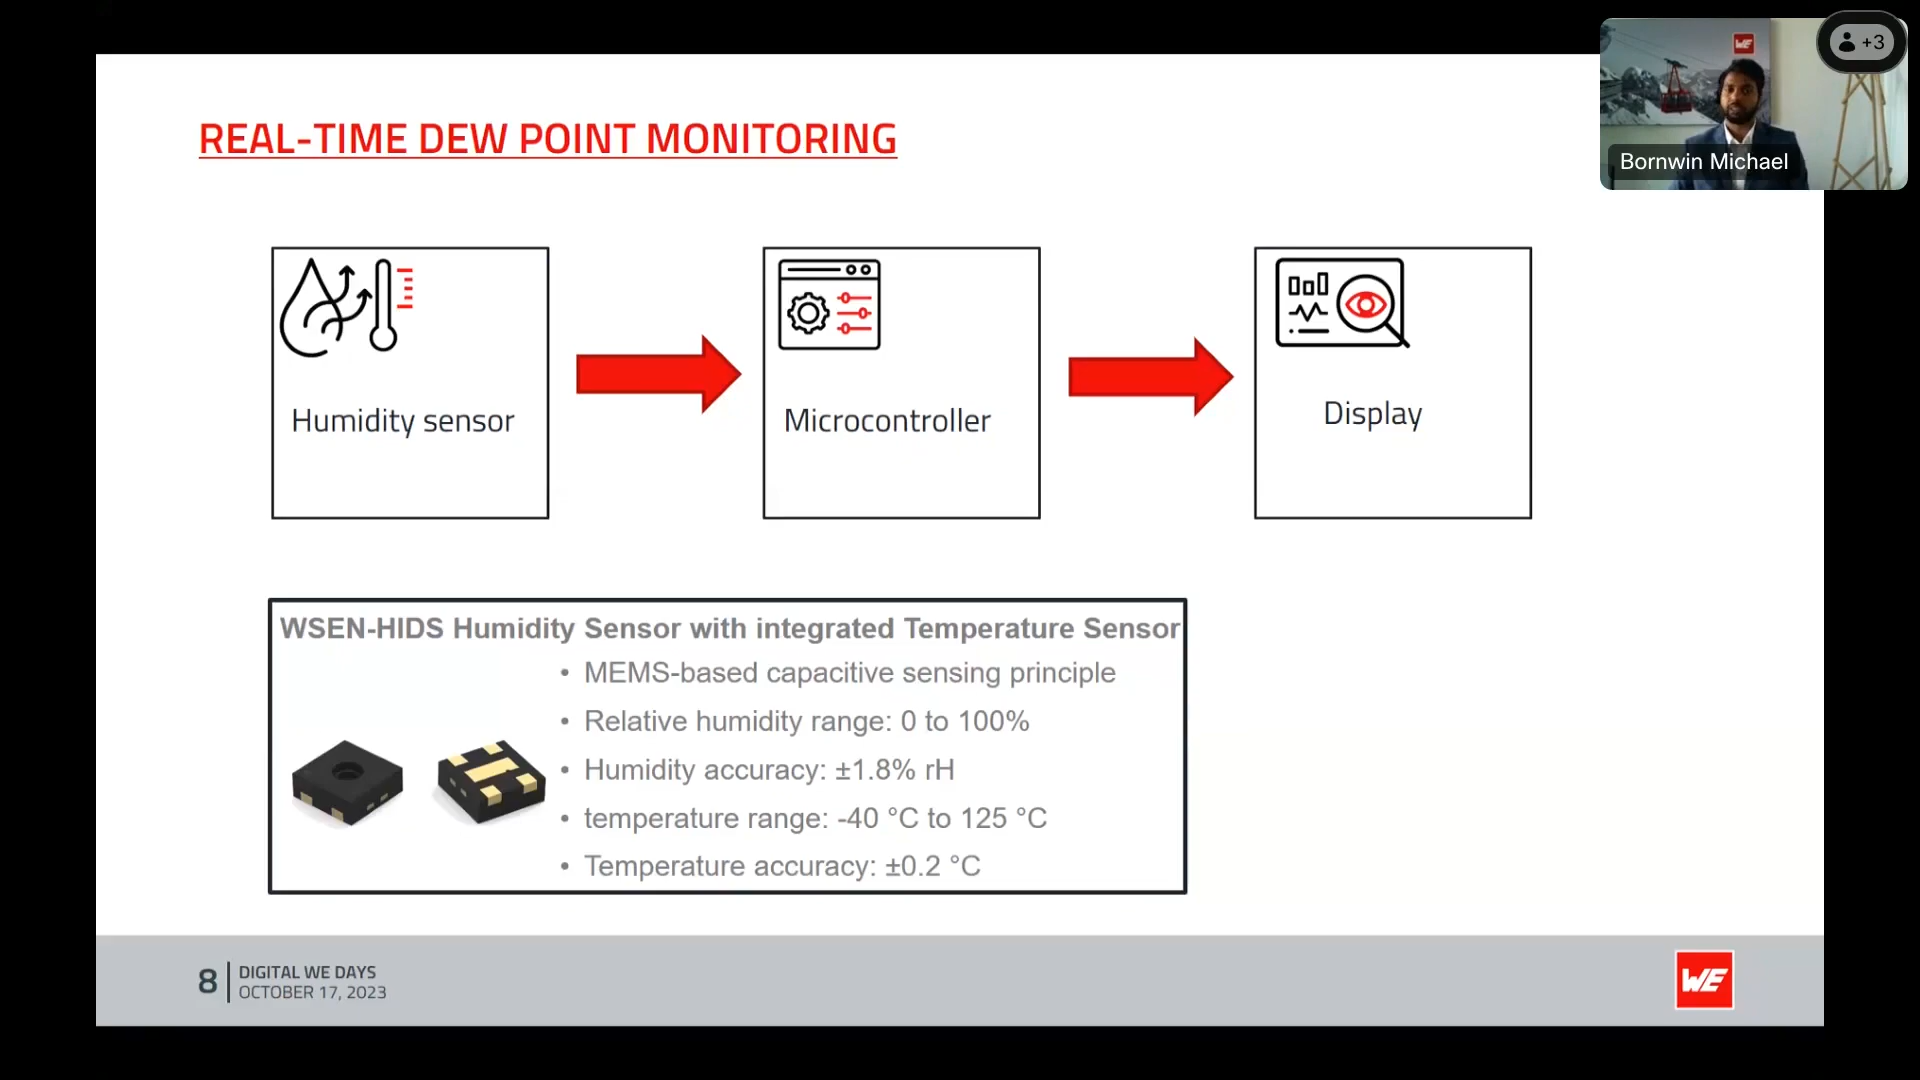 +3
Bornwin Michael
REAL-TIME DEW POINT MONITORING
Humidity sensor
Microcontroller
Display
WSEN-HIDS Humidity Sensor with integrated Temperature Sensor
• MEMS-based capacitive sensing principle
• Relative humidity range: 0 to 100%
• Humidity accuracy: ±1.8% rH
• temperature range: -40 °C to 125 °C
• Temperature accuracy: ±0.2 °C
8
DIGITAL WE DAYS
OCTOBER 17, 2023
WE